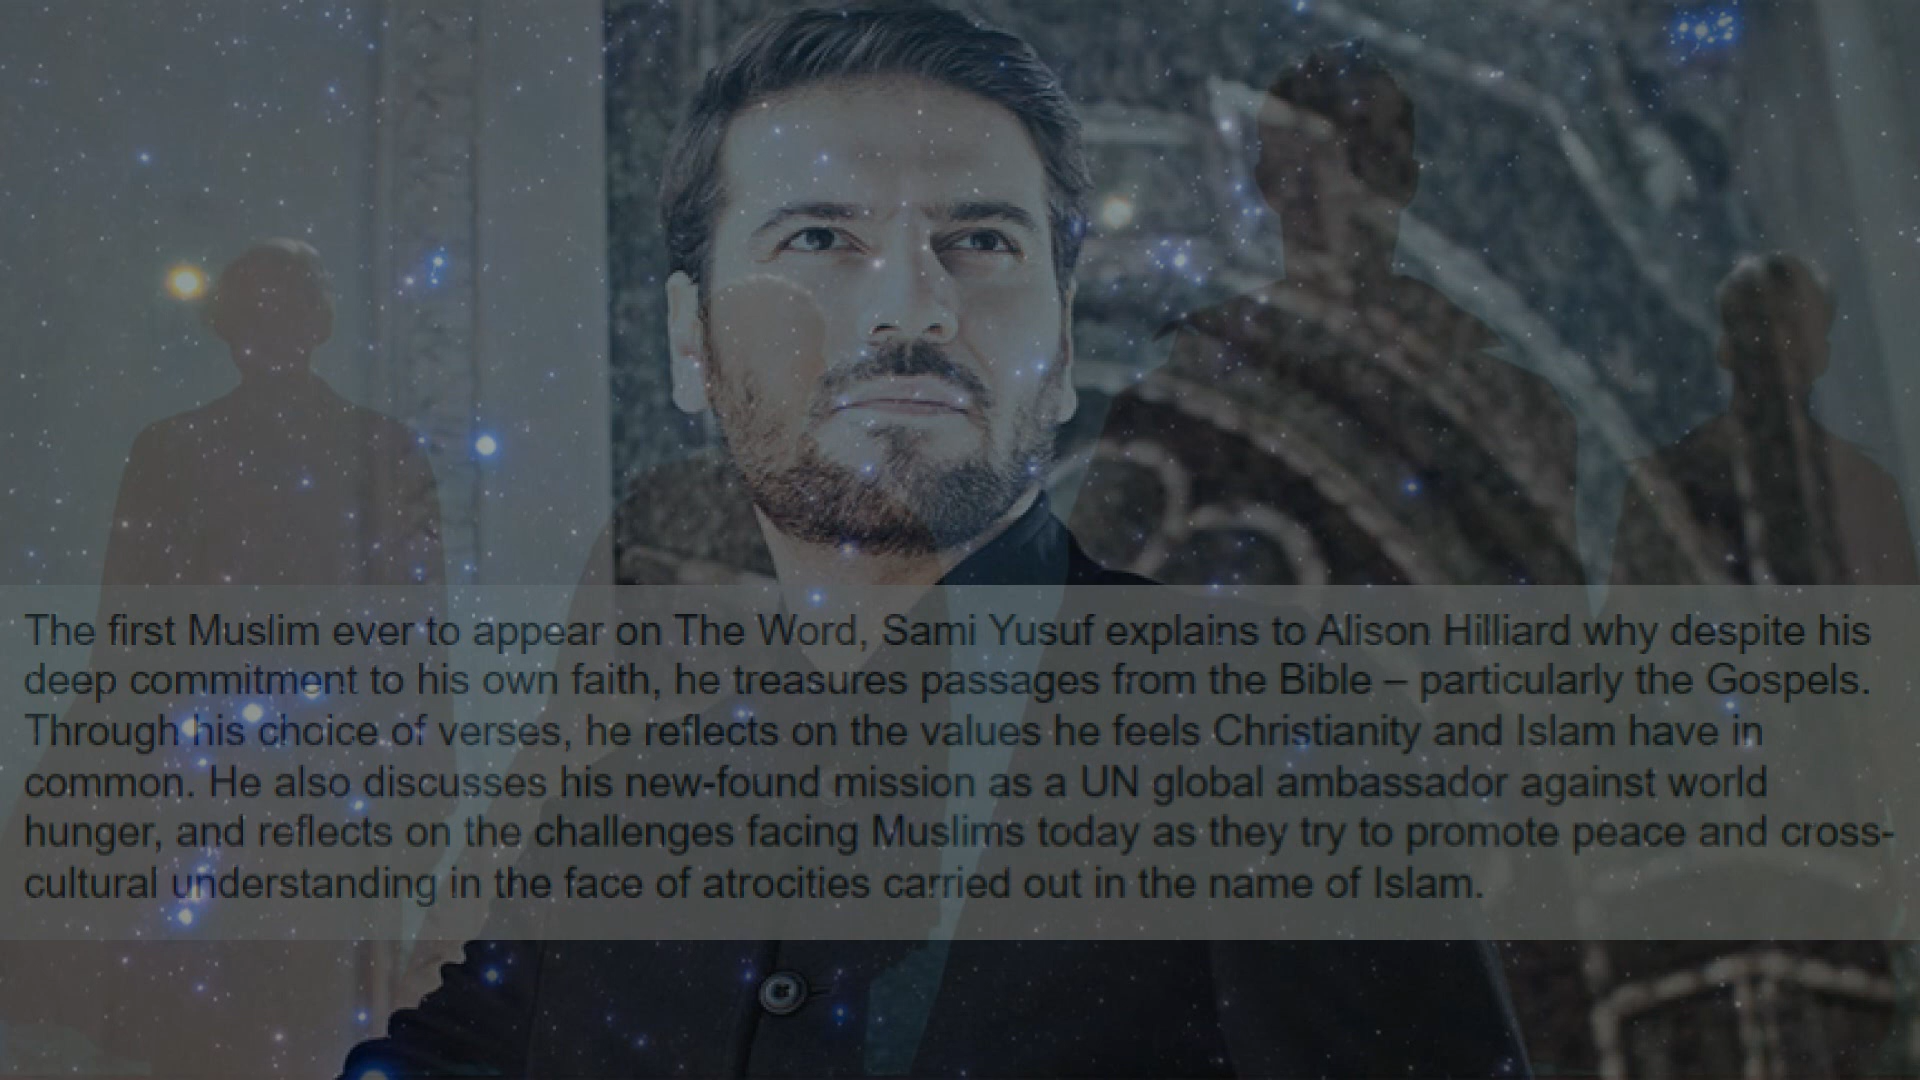 The first Muslim ever to appear on The Word, Sami Yusuf explains to Alison Hilliard why despite his
deep commitment to his own faith, he treasures passages from the Bible – particularly the Gospels.
Through his choice of verses, he reflects on the values he feels Christianity and Islam have in
common. He also discusses his new-found mission as a UN global ambassador against world
hunger, and reflects on the challenges facing Muslims today as they try to promote peace and cross-
cultural understanding in the face of atrocities carried out in the name of Islam.